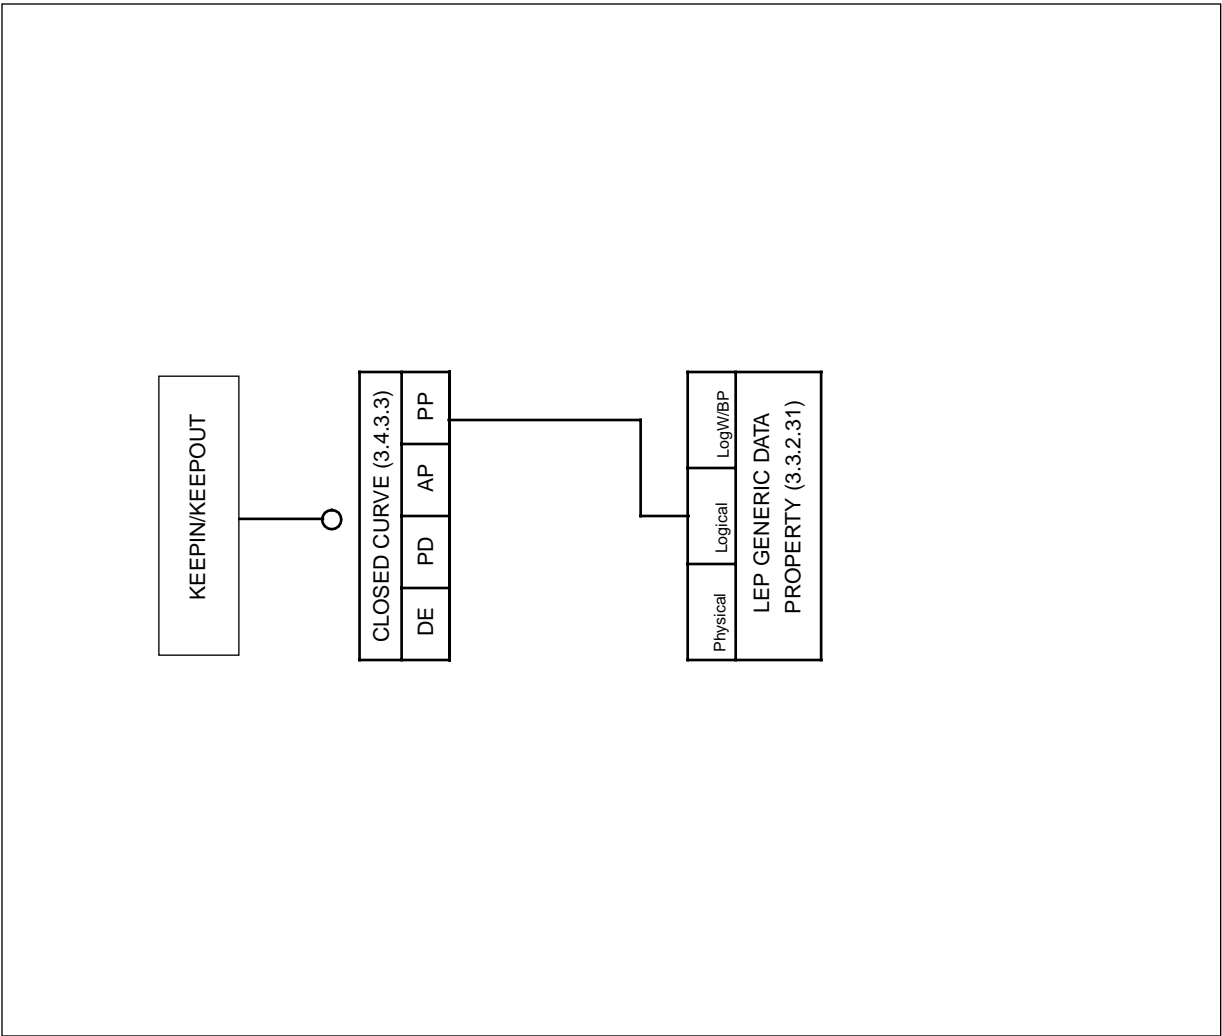 KEEPIN/KEEPOUT
CLOSED CURVE (3.4.3.3)
DE
PD
AP
PP
Physical
Logical
LogW/BP
LEP GENERIC DATA
PROPERTY (3.3.2.31)